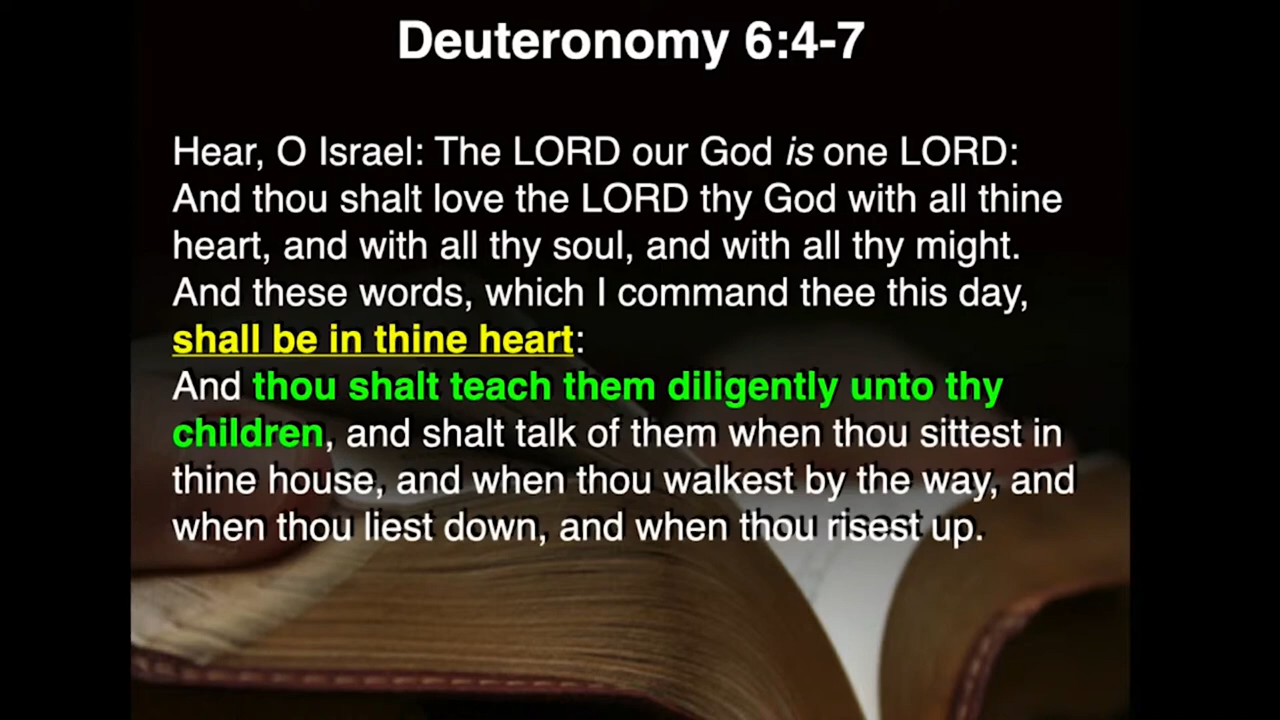 Deuteronomy 6:4-7
Hear, O Israel: The LORD our God is one LORD:
And thou shalt love the LORD thy God with all thine
heart, and with all thy soul, and with all thy might.
And these words, which I command thee this day,
shall be in thine heart:
And thou shalt teach them diligently unto thy
children, and shalt talk of them when thou sittest in
thine house, and when thou walkest by the way, and
when thou liest down, and when thou risest up.